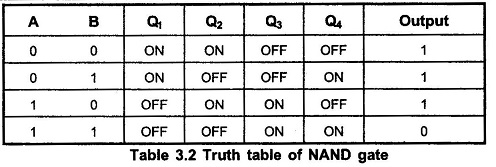 A B Q1 Q2 Q3 Q4 Output
0 0 ON ON OFF OFF 1
0 1 ON OFF OFF ON 1
1 0 OFF ON ON OFF 1
1 1 OFF OFF ON ON 0
Table 3.2 Truth table of NAND gate